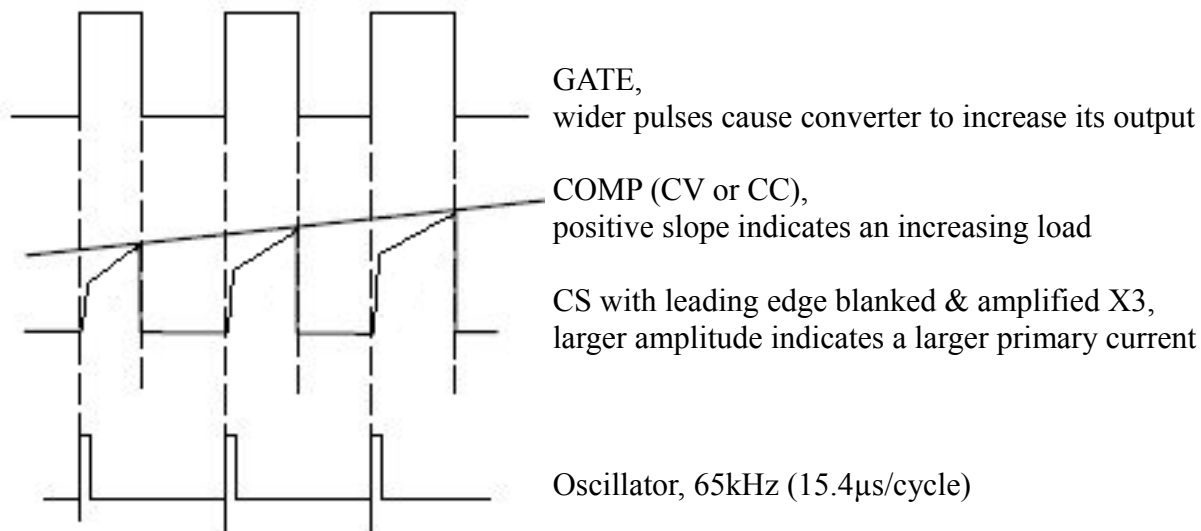 GATE,
wider pulses cause converter to increase its output
COMP (CV or CC),
positive slope indicates an increasing load
CS with leading edge blanked & amplified X3,
larger amplitude indicates a larger primary current
Oscillator, 65kHz (15.4µs/cycle)